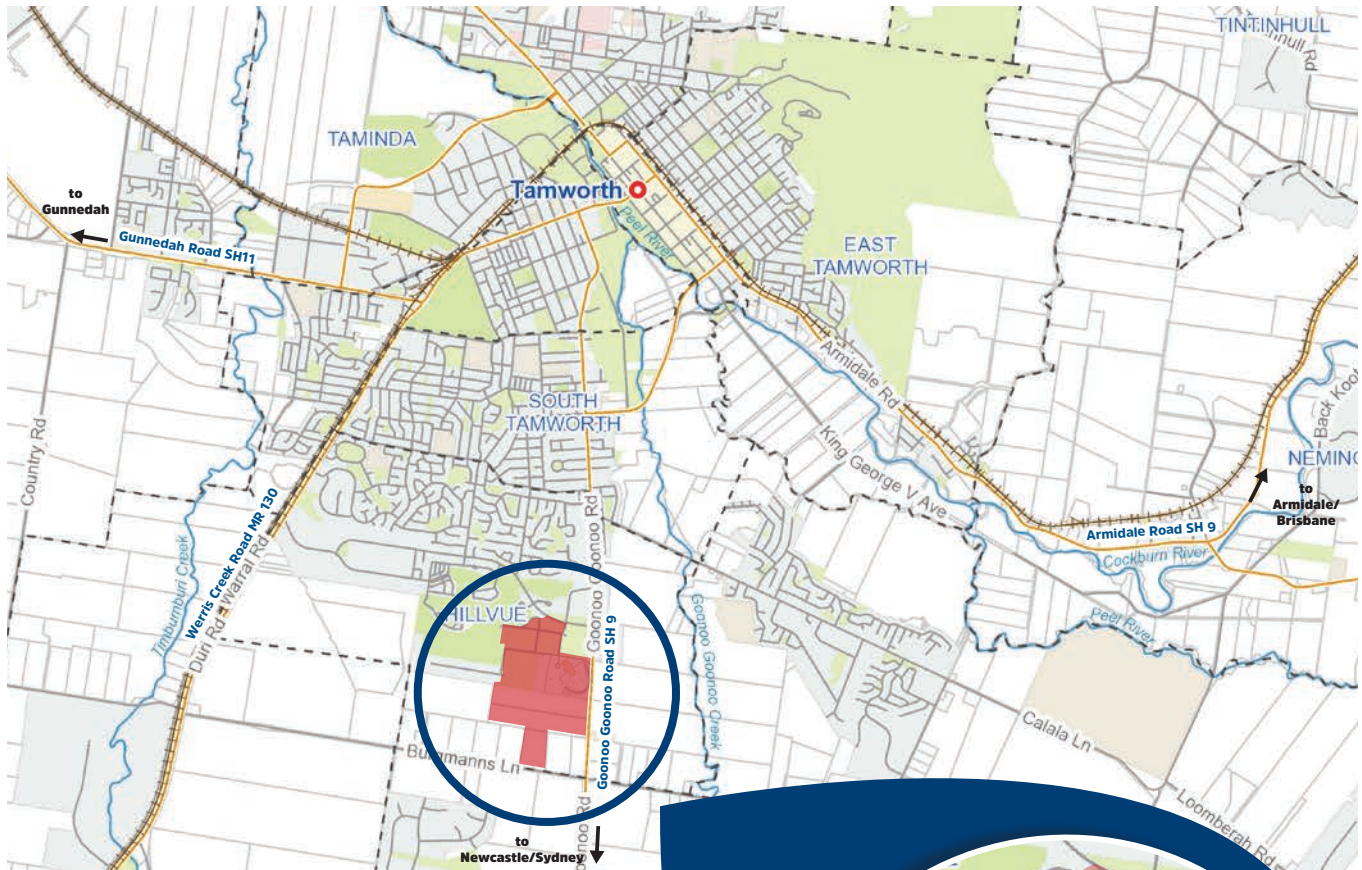 TINTINHULL
Tintinhull Rd
TAMINDA
to
Gunnedah
Gunnedah Road SH11
Tamworth
Peel River
EAST
TAMWORTH
Armidale Rd
SOUTH
TAMWORTH
King George V Ave
Country Rd
Back Koot
NEMING
to
Armidale/
Brisbane
Armidale Road SH 9
Cockburn River
Peel River
Timbumburi Creek
Werris Creek Road MR 130
Duri Rd
Warral Rd
HILLVUE
Goonoo Goonoo Rd
Goonoo Goonoo Road SH 9
Goonoo Goonoo Creek
Burgmanns Ln
Calala Ln
Loomberah Rd
to
Newcastle/Sydney
onoo Rd